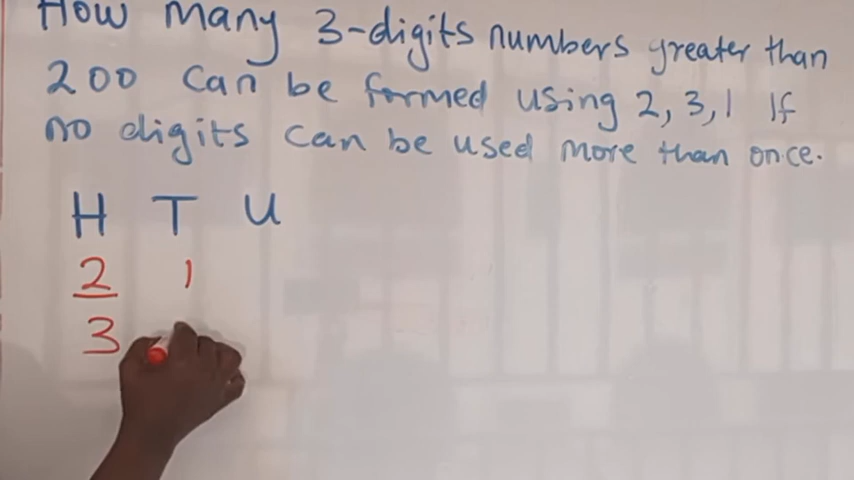 How many 3-digits numbers greater than
200 can be formed using 2, 3, 1 If
no digits can be used more than once.
H T U
2 1
3